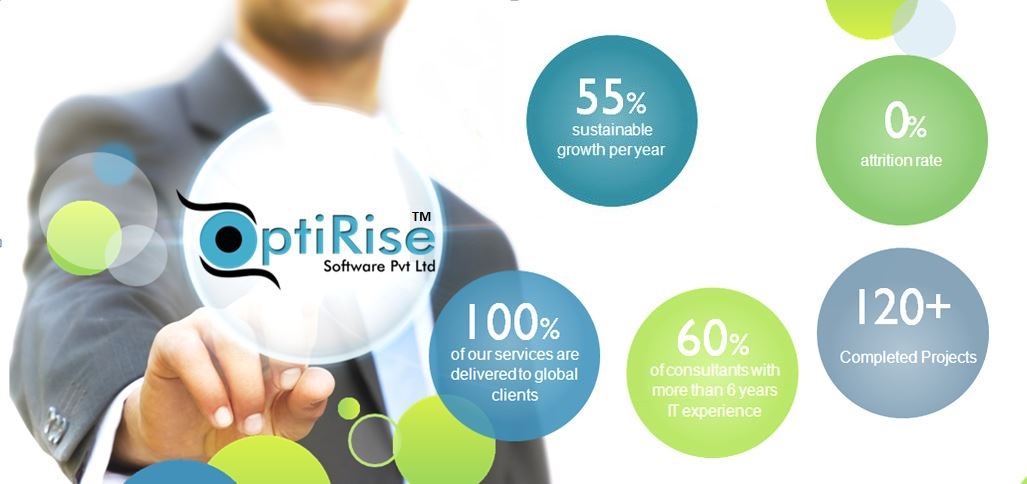 OptiRise™
Software Pvt Ltd
55%
sustainable
growth per year
0%
attrition rate
100%
of our services are
delivered to global
clients
60%
of consultants with
more than 6 years
IT experience
120+
Completed Projects